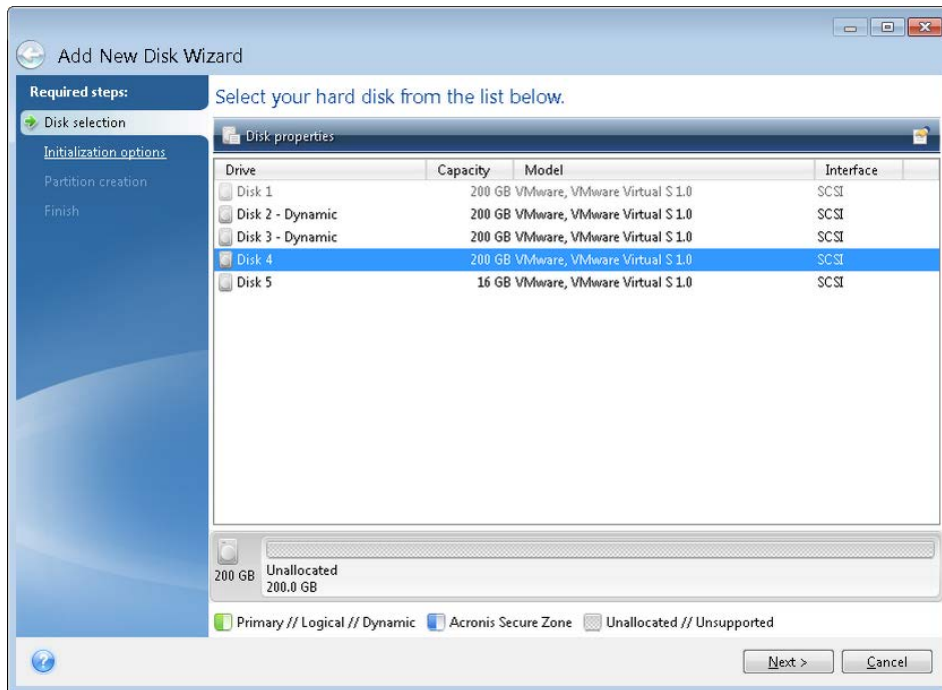 Add New Disk Wizard
Required steps:
Disk selection
Initialization options
Partition creation
Finish
Select your hard disk from the list below.
Disk properties
Drive Capacity Model Interface
Disk 1 200 GB VMware, VMware Virtual S 1.0 SCSI
Disk 2 - Dynamic 200 GB VMware, VMware Virtual S 1.0 SCSI
Disk 3 - Dynamic 200 GB VMware, VMware Virtual S 1.0 SCSI
Disk 4 200 GB VMware, VMware Virtual S 1.0 SCSI
Disk 5 16 GB VMware, VMware Virtual S 1.0 SCSI
200 GB
Unallocated
200.0 GB
Primary // Logical // Dynamic Acronis Secure Zone Unallocated // Unsupported
Next > Cancel